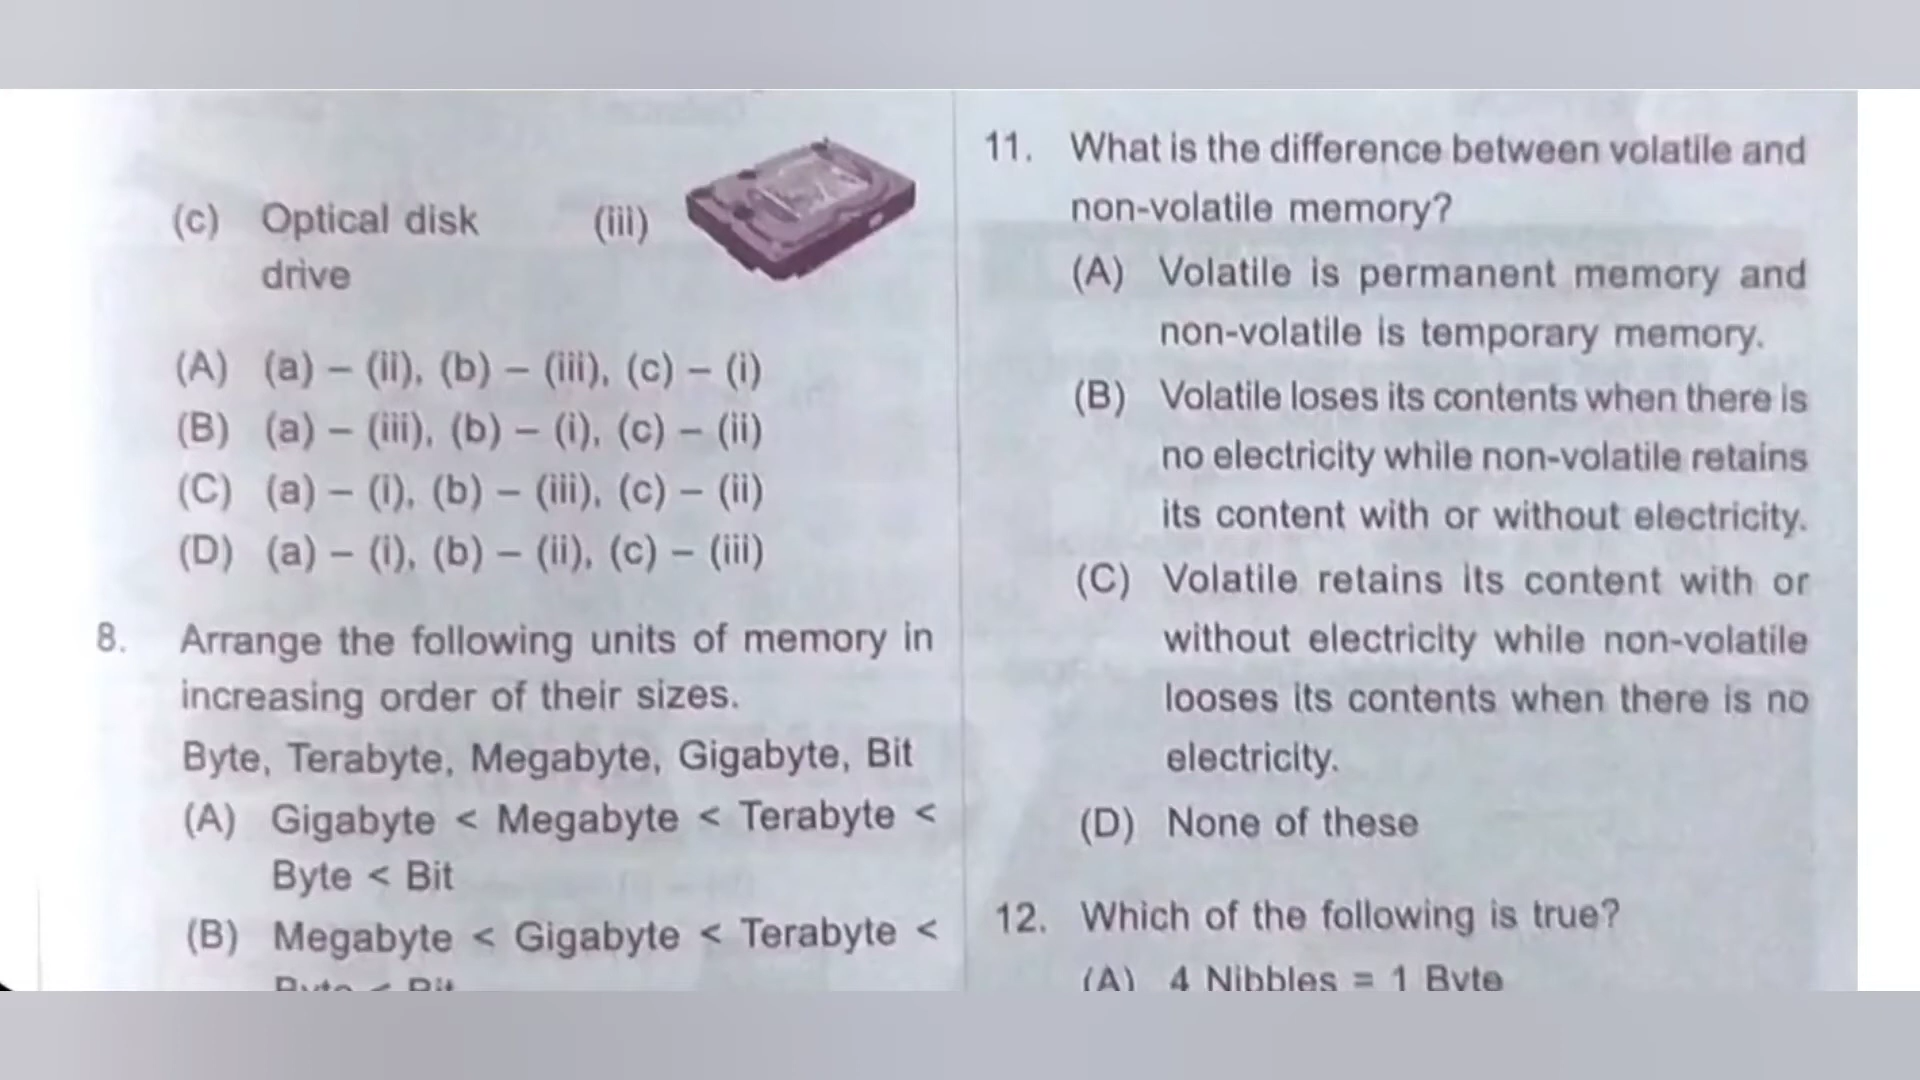 (c) Optical disk (iii)
drive
(A) (a) – (ii), (b) – (iii), (c) – (i)
(B) (a) – (iii), (b) – (i), (c) – (ii)
(C) (a) – (i), (b) – (iii), (c) – (ii)
(D) (a) – (i), (b) – (ii), (c) – (iii)
8. Arrange the following units of memory in
increasing order of their sizes.
Byte, Terabyte, Megabyte, Gigabyte, Bit
(A) Gigabyte < Megabyte < Terabyte <
Byte < Bit
(B) Megabyte < Gigabyte < Terabyte <
Byte < Bit
11. What is the difference between volatile and
non-volatile memory?
(A) Volatile is permanent memory and
non-volatile is temporary memory.
(B) Volatile loses its contents when there is
no electricity while non-volatile retains
its content with or without electricity.
(C) Volatile retains its content with or
without electricity while non-volatile
looses its contents when there is no
electricity.
(D) None of these
12. Which of the following is true?
(A) 4 Nibbles = 1 Byte